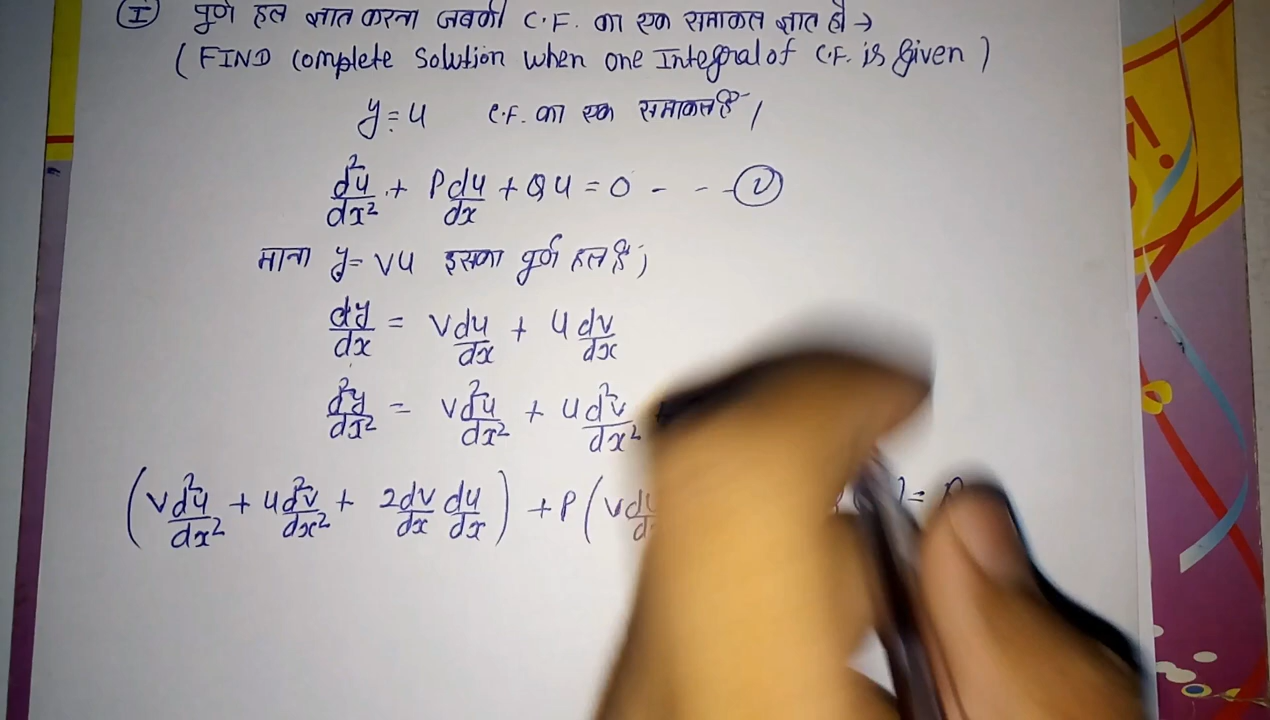 (I) पुर्ण हल ज्ञात करना जबकी C.F. का एक समाकल ज्ञात हो →
(FIND Complete Solution when one Integral of C.F. is given)
y = u C.F. का एक समाकल है।
d²u/dx² + P du/dx + Qu = 0 - - - (V)
माना y = vu इसका पुर्ण हल है,
dy/dx = v du/dx + u dv/dx
d²y/dx² = v d²u/dx² + u d²v/dx²
(v d²u/dx² + u d²v/dx² + 2 dv/dx du/dx) + P(v du =